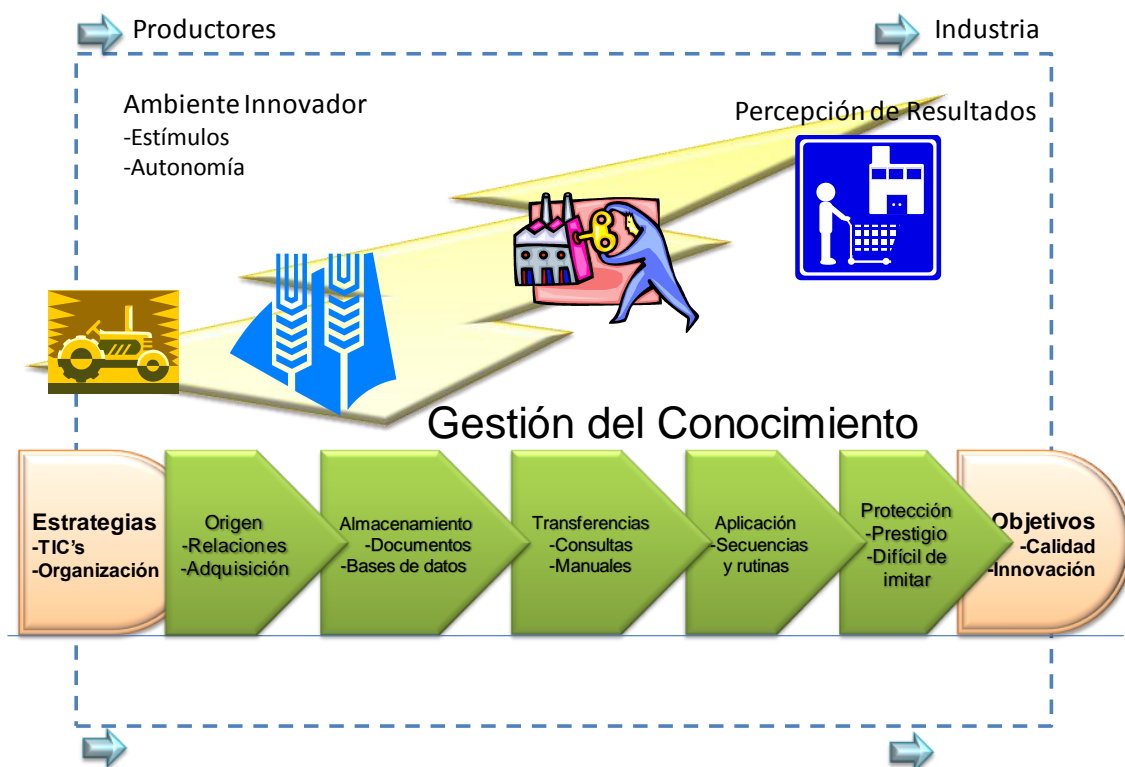 Productores
Industria
Ambiente Innovador
-Estímulos
-Autonomía
Percepción de Resultados
Gestión del Conocimiento
Estrategias
-TIC's
-Organización
Origen
-Relaciones
-Adquisición
Almacenamiento
-Documentos
-Bases de datos
Transferencias
-Consultas
-Manuales
Aplicación
-Secuencias
y rutinas
Protección
-Prestigio
-Difícil de
imitar
Objetivos
-Calidad
-Innovación